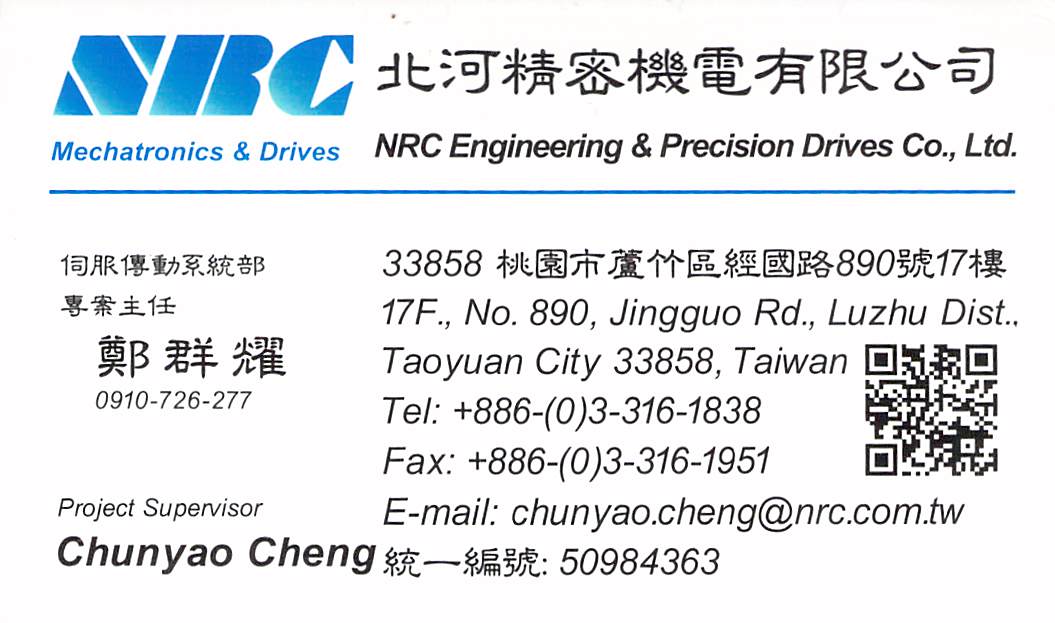 NRC 北河精密機電有限公司
Mechatronics & Drives NRC Engineering & Precision Drives Co., Ltd.
伺服傳動系統部
專案主任
鄭群耀
0910-726-277
Project Supervisor
Chunyao Cheng
33858 桃園市蘆竹區經國路890號17樓
17F., No. 890, Jingguo Rd., Luzhu Dist.,
Taoyuan City 33858, Taiwan
Tel: +886-(0)3-316-1838
Fax: +886-(0)3-316-1951
E-mail: chunyao.cheng@nrc.com.tw
統一編號: 50984363